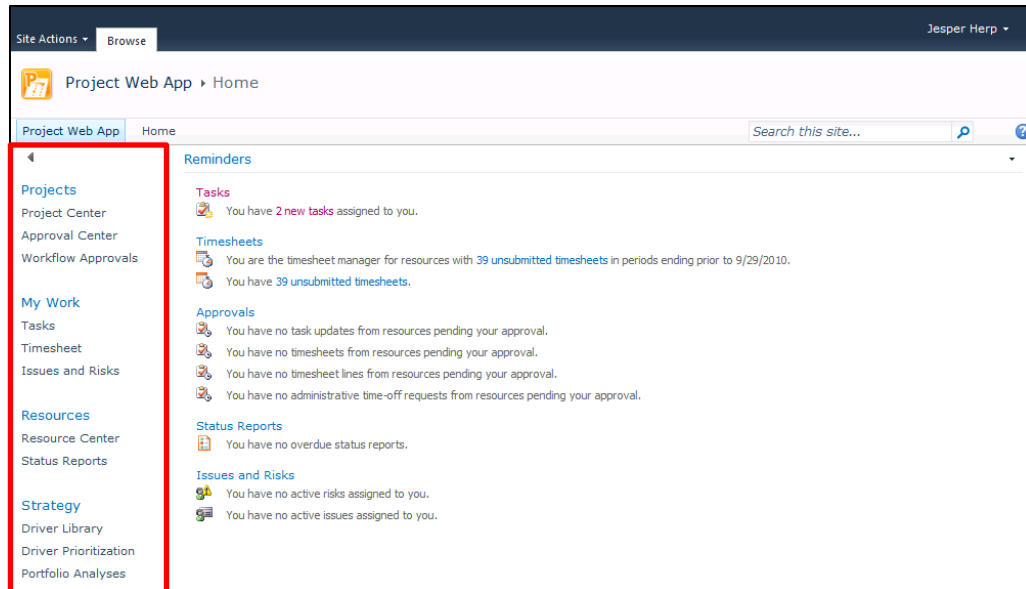 Jesper Herp
Site Actions Browse
Project Web App Home
Project Web App Home Search this site...
Projects
Project Center
Approval Center
Workflow Approvals
My Work
Tasks
Timesheet
Issues and Risks
Resources
Resource Center
Status Reports
Strategy
Driver Library
Driver Prioritization
Portfolio Analyses
Reminders
Tasks
You have 2 new tasks assigned to you.
Timesheets
You are the timesheet manager for resources with 39 unsubmitted timesheets in periods ending prior to 9/29/2010.
You have 39 unsubmitted timesheets.
Approvals
You have no task updates from resources pending your approval.
You have no timesheets from resources pending your approval.
You have no timesheet lines from resources pending your approval.
You have no administrative time-off requests from resources pending your approval.
Status Reports
You have no overdue status reports.
Issues and Risks
You have no active risks assigned to you.
You have no active issues assigned to you.